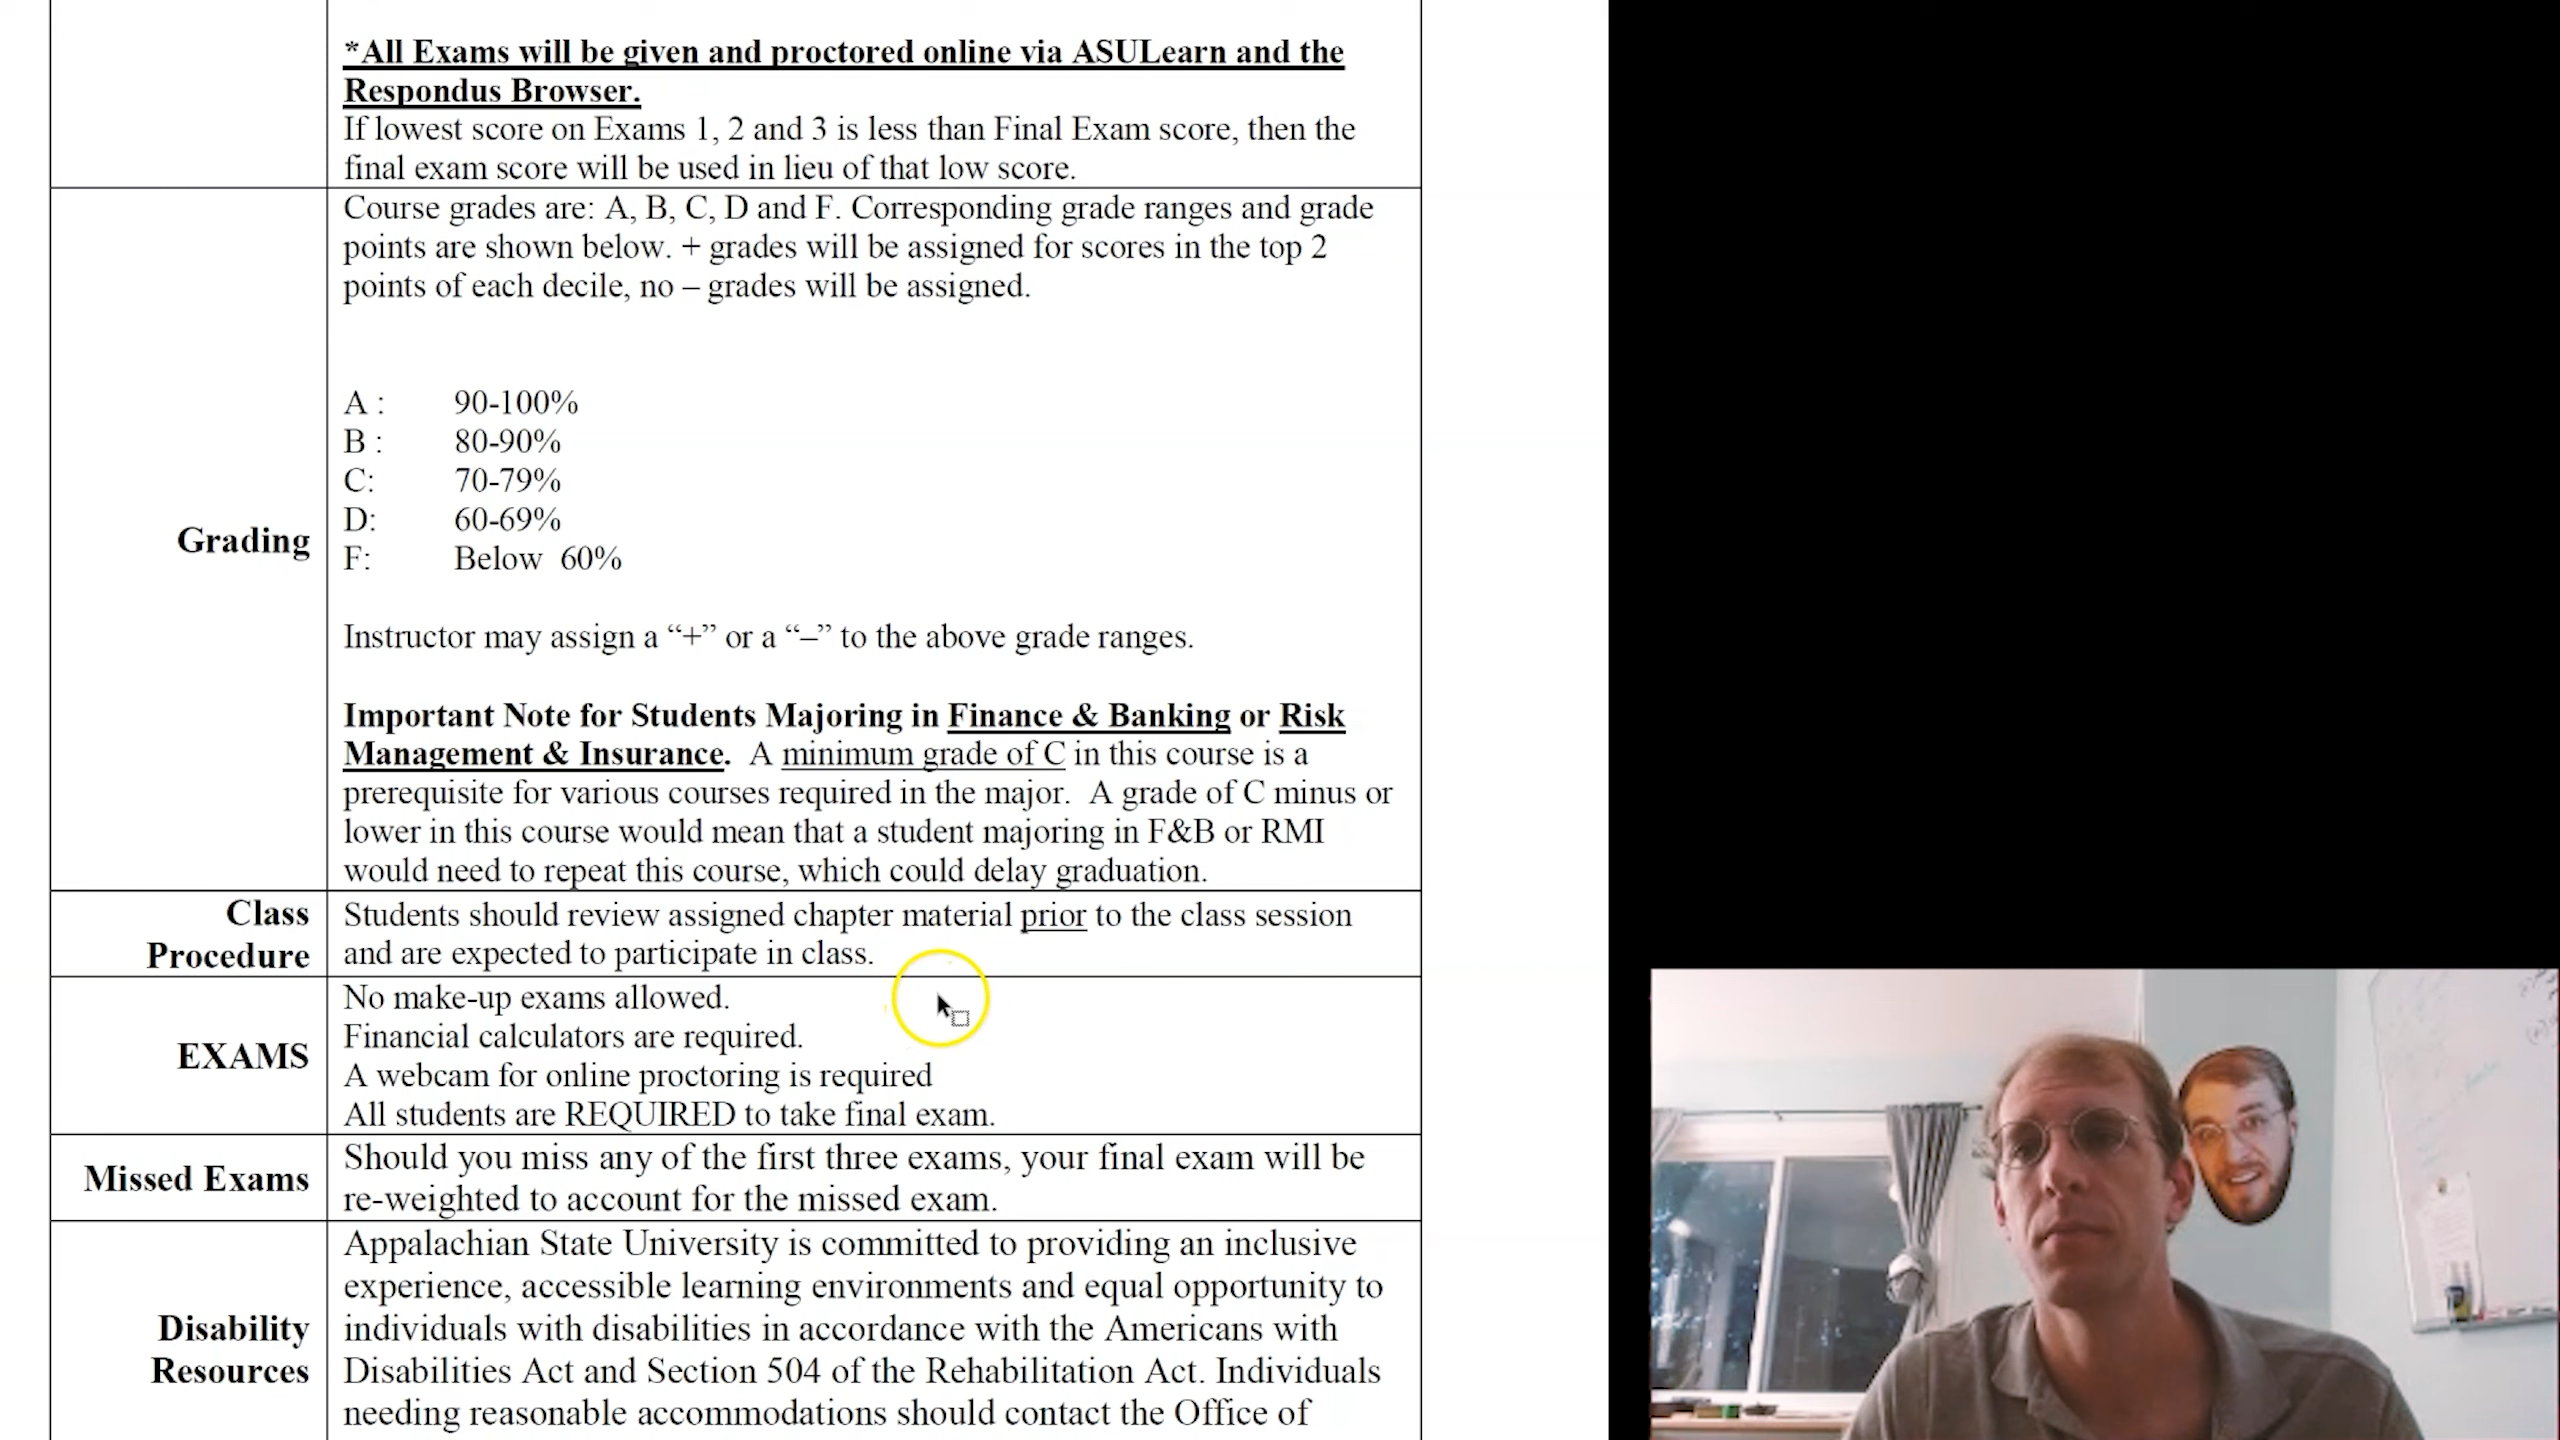 *All Exams will be given and proctored online via ASULearn and the
Respondus Browser.
If lowest score on Exams 1, 2 and 3 is less than Final Exam score, then the
final exam score will be used in lieu of that low score.
Grading
Course grades are: A, B, C, D and F. Corresponding grade ranges and grade
points are shown below. + grades will be assigned for scores in the top 2
points of each decile, no – grades will be assigned.
A : 90-100%
B : 80-90%
C: 70-79%
D: 60-69%
F: Below 60%
Instructor may assign a “+” or a “–” to the above grade ranges.
Important Note for Students Majoring in Finance & Banking or Risk
Management & Insurance. A minimum grade of C in this course is a
prerequisite for various courses required in the major. A grade of C minus or
lower in this course would mean that a student majoring in F&B or RMI
would need to repeat this course, which could delay graduation.
Class
Procedure
Students should review assigned chapter material prior to the class session
and are expected to participate in class.
EXAMS
No make-up exams allowed.
Financial calculators are required.
A webcam for online proctoring is required
All students are REQUIRED to take final exam.
Missed Exams
Should you miss any of the first three exams, your final exam will be
re-weighted to account for the missed exam.
Disability
Resources
Appalachian State University is committed to providing an inclusive
experience, accessible learning environments and equal opportunity to
individuals with disabilities in accordance with the Americans with
Disabilities Act and Section 504 of the Rehabilitation Act. Individuals
needing reasonable accommodations should contact the Office of